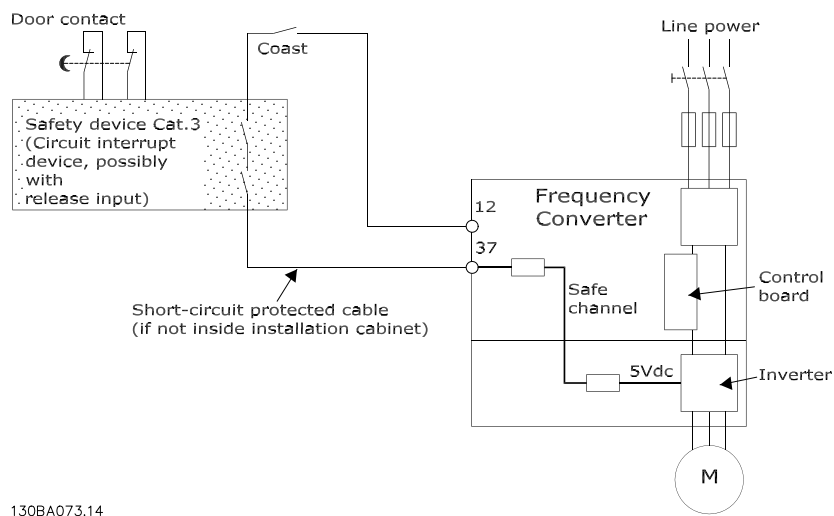 Door contact
Line power
Coast
Safety device Cat.3
(Circuit interrupt
device, possibly
with
release input)
Frequency
Converter
12
37
Safe
channel
Control
board
Short-circuit protected cable
(if not inside installation cabinet)
5Vdc
Inverter
M
130BA073.14